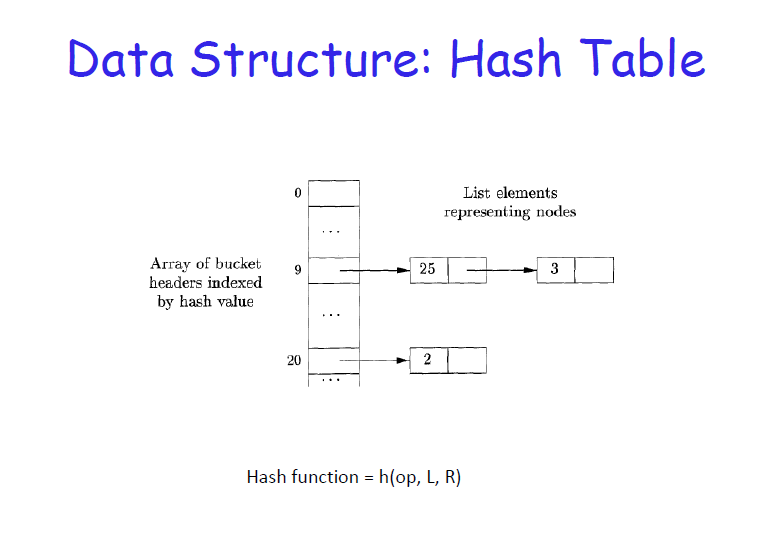 Data Structure: Hash Table
0
List elements
representing nodes
...
Array of bucket
headers indexed
by hash value
9
25
3
...
20
2
...
Hash function = h(op, L, R)